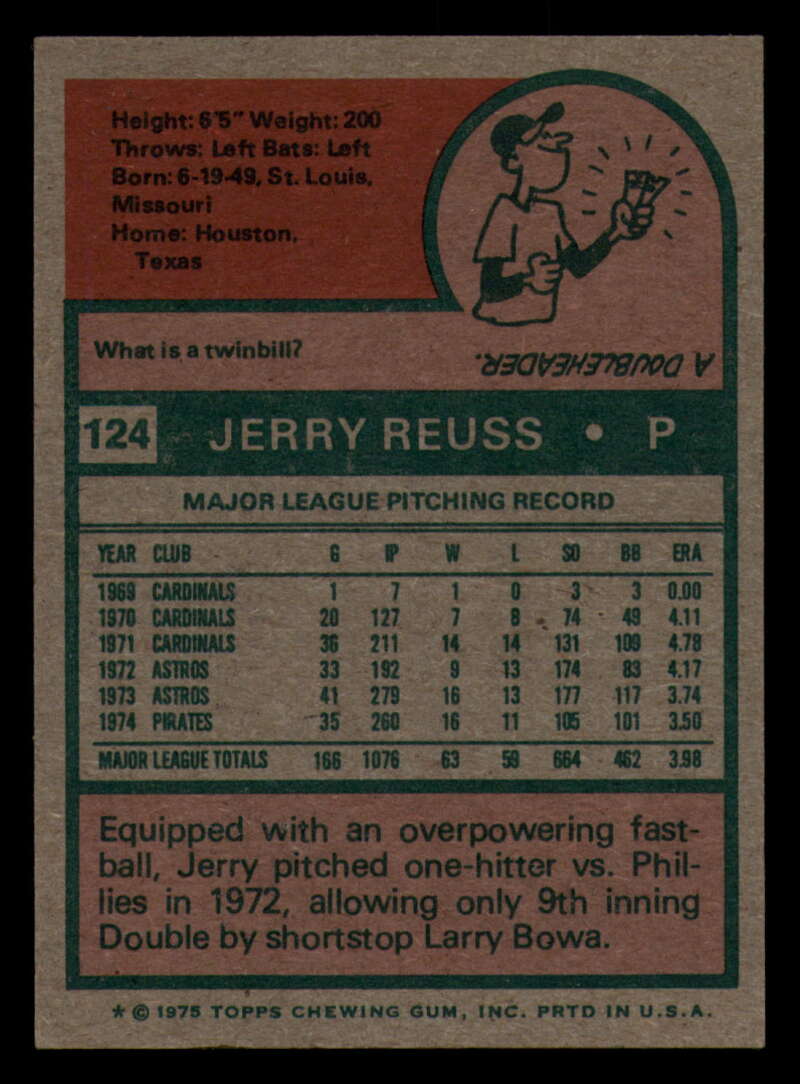 Height: 6'5" Weight: 200
Throws: Left Bats: Left
Born: 6-19-49, St. Louis,
Missouri
Home: Houston,
Texas
What is a twinbill?
A DOUBLEHEADER.
124 JERRY REUSS • P
MAJOR LEAGUE PITCHING RECORD
YEAR CLUB G IP W L SO BB ERA
1969 CARDINALS 1 7 1 0 3 3 0.00
1970 CARDINALS 20 127 7 8 74 49 4.11
1971 CARDINALS 36 211 14 14 131 109 4.78
1972 ASTROS 33 192 9 13 174 83 4.17
1973 ASTROS 41 279 16 13 177 117 3.74
1974 PIRATES 35 260 16 11 105 101 3.50
MAJOR LEAGUE TOTALS 166 1076 63 59 664 462 3.98
Equipped with an overpowering fast-
ball, Jerry pitched one-hitter vs. Phil-
lies in 1972, allowing only 9th inning
Double by shortstop Larry Bowa.
* © 1975 TOPPS CHEWING GUM, INC. PRTD IN U.S.A.